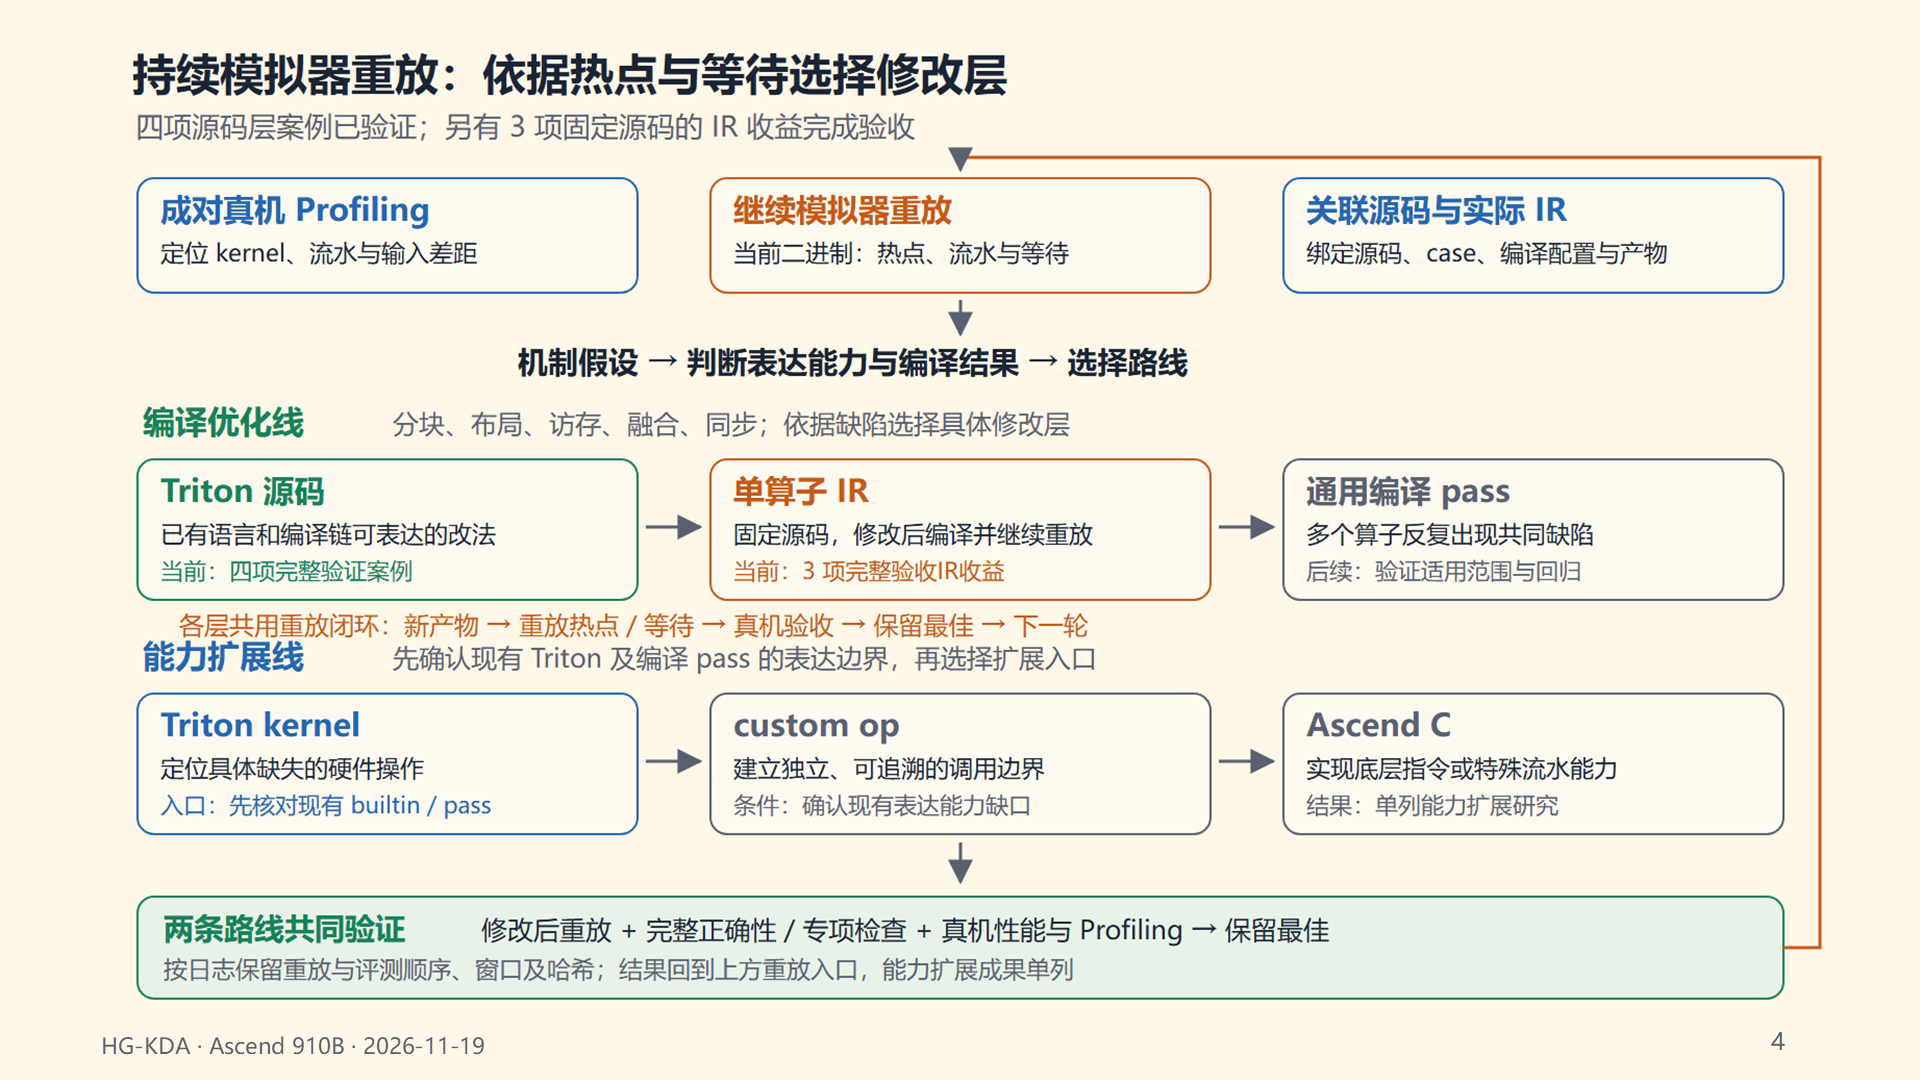 持续模拟器重放：依据热点与等待选择修改层
四项源码层案例已验证；另有 3 项固定源码的 IR 收益完成验收
成对真机 Profiling
定位 kernel、流水与输入差距
继续模拟器重放
当前二进制：热点、流水与等待
关联源码与实际 IR
绑定源码、case、编译配置与产物
机制假设 → 判断表达能力与编译结果 → 选择路线
编译优化线
分块、布局、访存、融合、同步；依据缺陷选择具体修改层
Triton 源码
已有语言和编译链可表达的改法
当前：四项完整验证案例
单算子 IR
固定源码，修改后编译并继续重放
当前：3 项完整验收IR收益
通用编译 pass
多个算子反复出现共同缺陷
后续：验证适用范围与回归
各层共用重放闭环：新产物 → 重放热点 / 等待 → 真机验收 → 保留最佳 → 下一轮
能力扩展线
先确认现有 Triton 及编译 pass 的表达边界，再选择扩展入口
Triton kernel
定位具体缺失的硬件操作
入口：先核对现有 builtin / pass
custom op
建立独立、可追溯的调用边界
条件：确认现有表达能力缺口
Ascend C
实现底层指令或特殊流水能力
结果：单列能力扩展研究
两条路线共同验证
修改后重放 + 完整正确性 / 专项检查 + 真机性能与 Profiling → 保留最佳
按日志保留重放与评测顺序、窗口及哈希；结果回到上方重放入口，能力扩展成果单列
HG-KDA · Ascend 910B · 2026-11-19
4